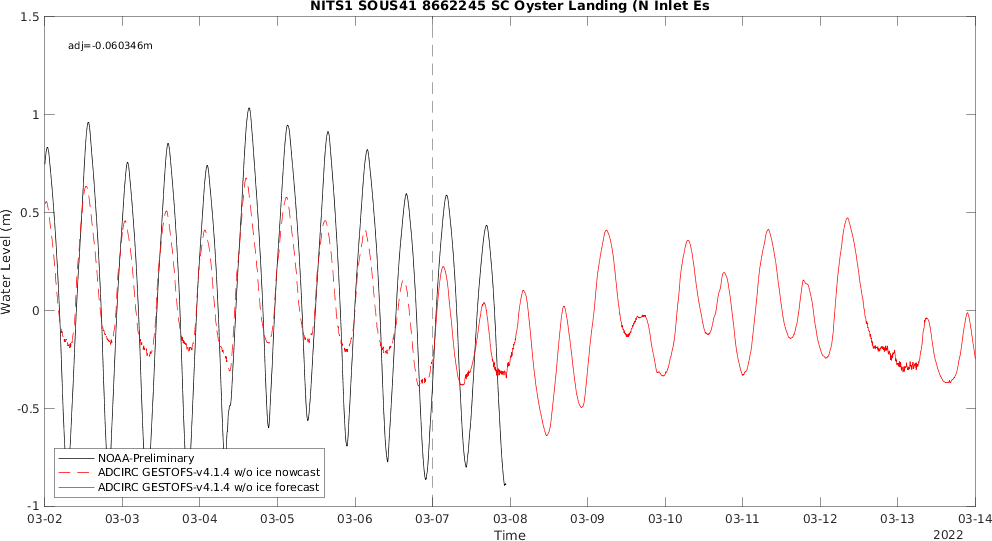 NITS1 SOUS41 8662245 SC Oyster Landing (N Inlet Es
adj=-0.060346m
1.5
1
0.5
0
-0.5
-1
Water Level (m)
NOAA-Preliminary
ADCIRC GESTOFS-v4.1.4 w/o ice nowcast
ADCIRC GESTOFS-v4.1.4 w/o ice forecast
03-02 03-03 03-04 03-05 03-06 03-07 03-08 03-09 03-10 03-11 03-12 03-13 03-14
Time
2022